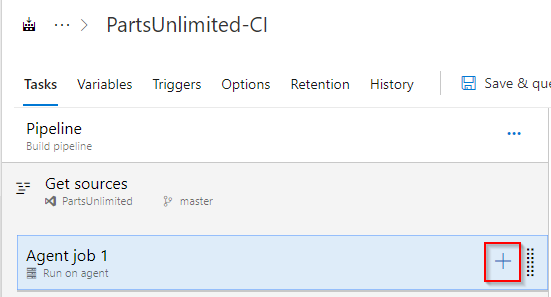 ... > PartsUnlimited-CI
Tasks Variables Triggers Options Retention History Save & que
Pipeline
Build pipeline
Get sources
PartsUnlimited master
Agent job 1
Run on agent